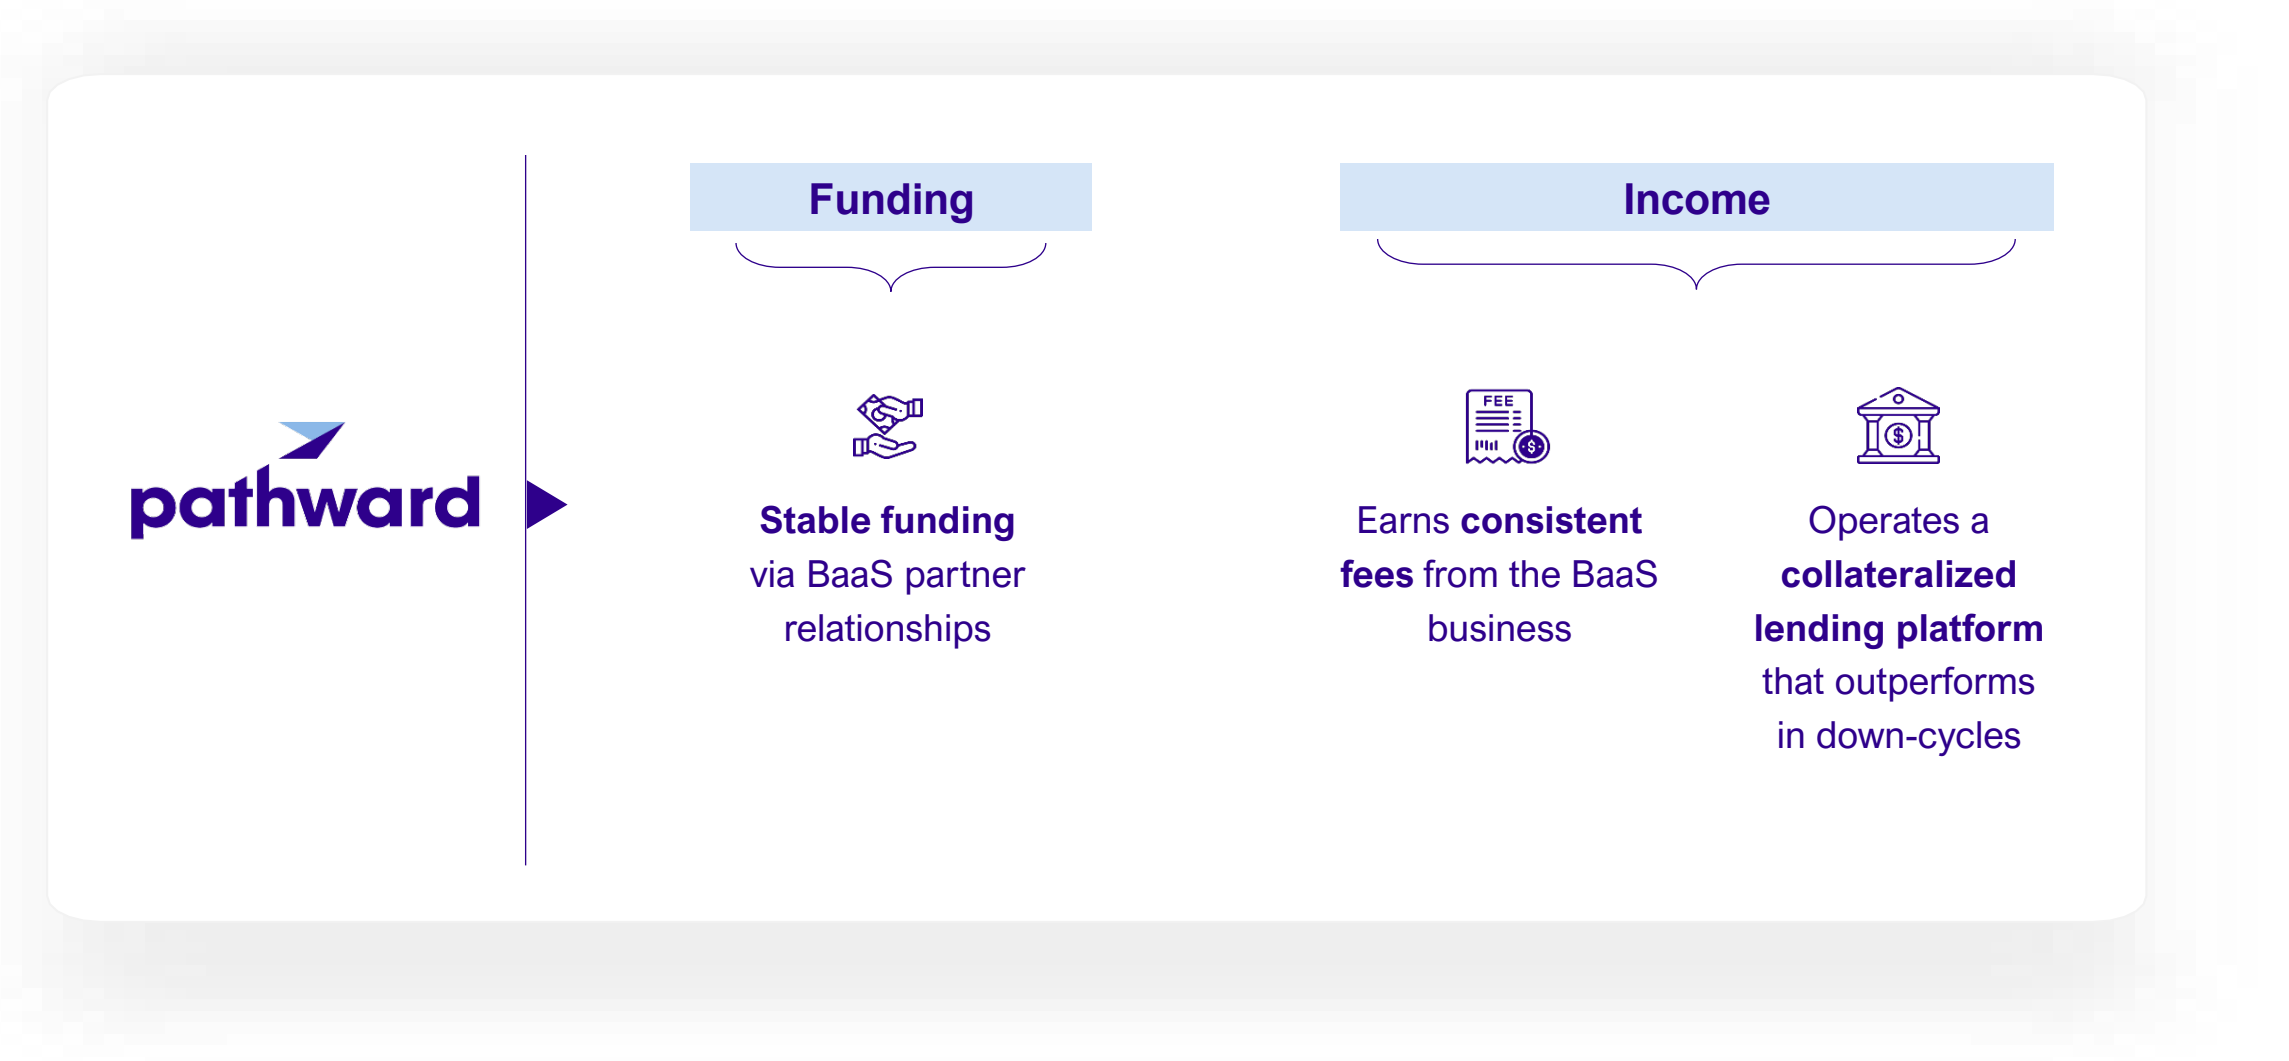 Funding
Income
pathward
Stable funding
via BaaS partner
relationships
FEE
$
Earns consistent
fees from the BaaS
business
$
Operates a
collateralized
lending platform
that outperforms
in down-cycles